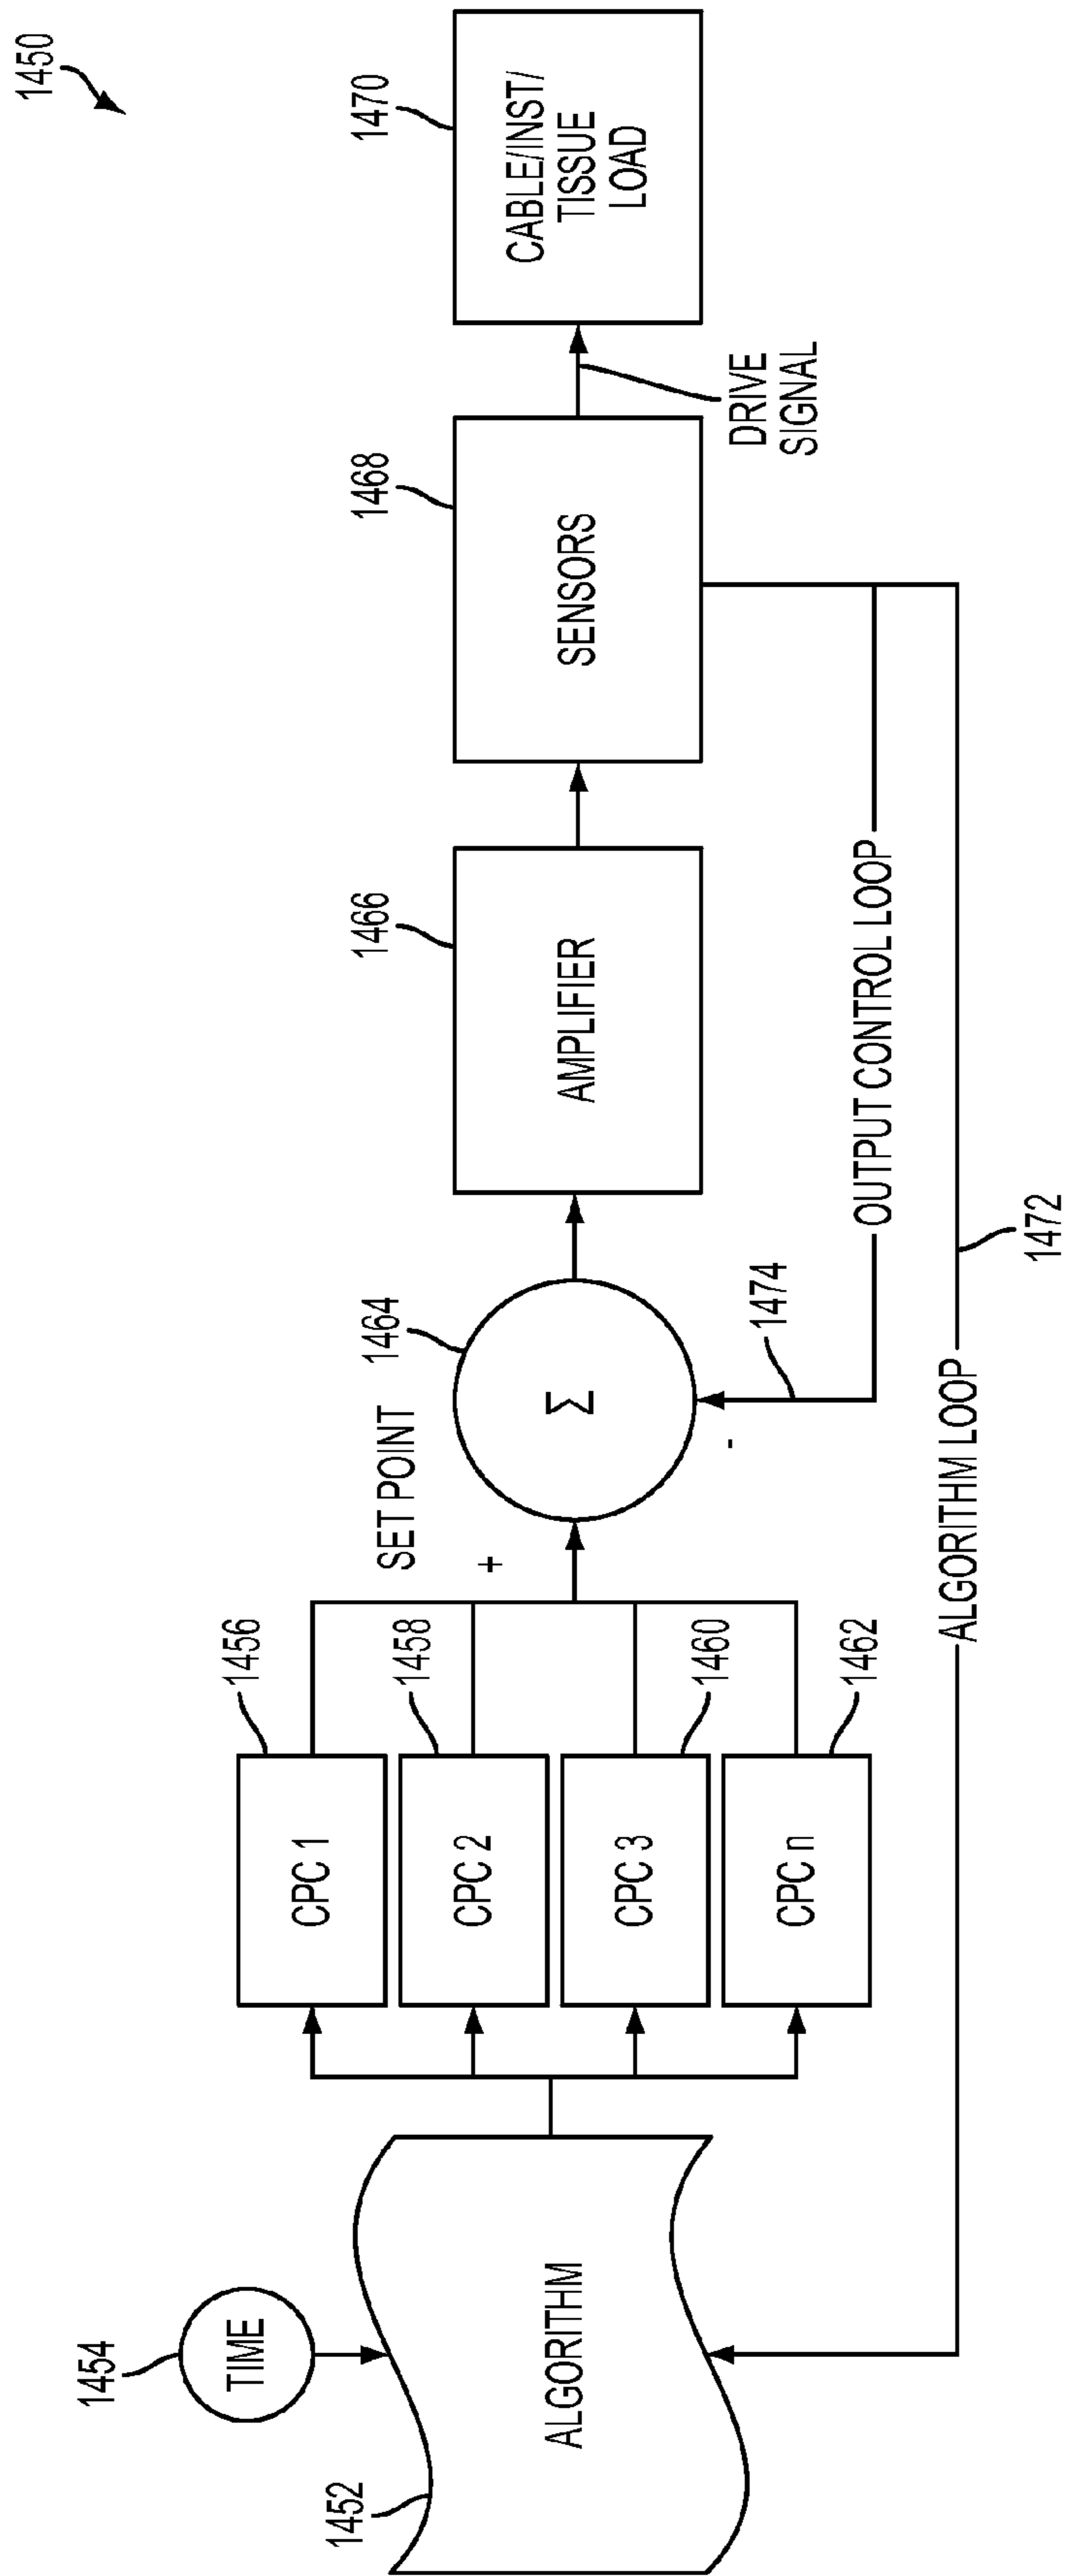 1450
1454
TIME
1452
ALGORITHM
1456
CPC 1
1458
CPC 2
1460
CPC 3
1462
CPC n
SET POINT
+
-
1464
Σ
1466
AMPLIFIER
1468
SENSORS
DRIVE
SIGNAL
1470
CABLE/INST/
TISSUE
LOAD
1474
OUTPUT CONTROL LOOP
ALGORITHM LOOP
1472